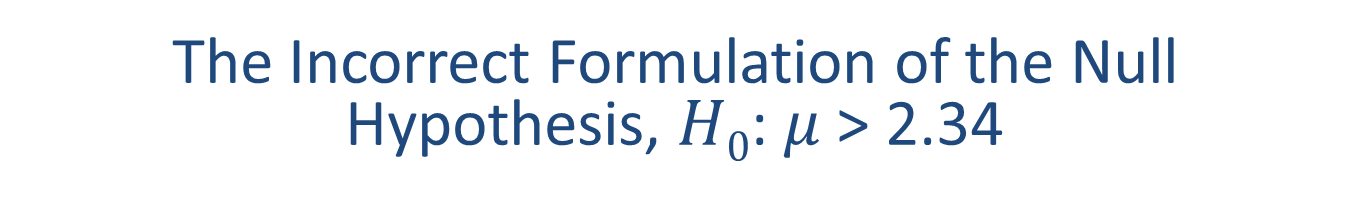 The Incorrect Formulation of the Null
Hypothesis, H₀: μ > 2.34